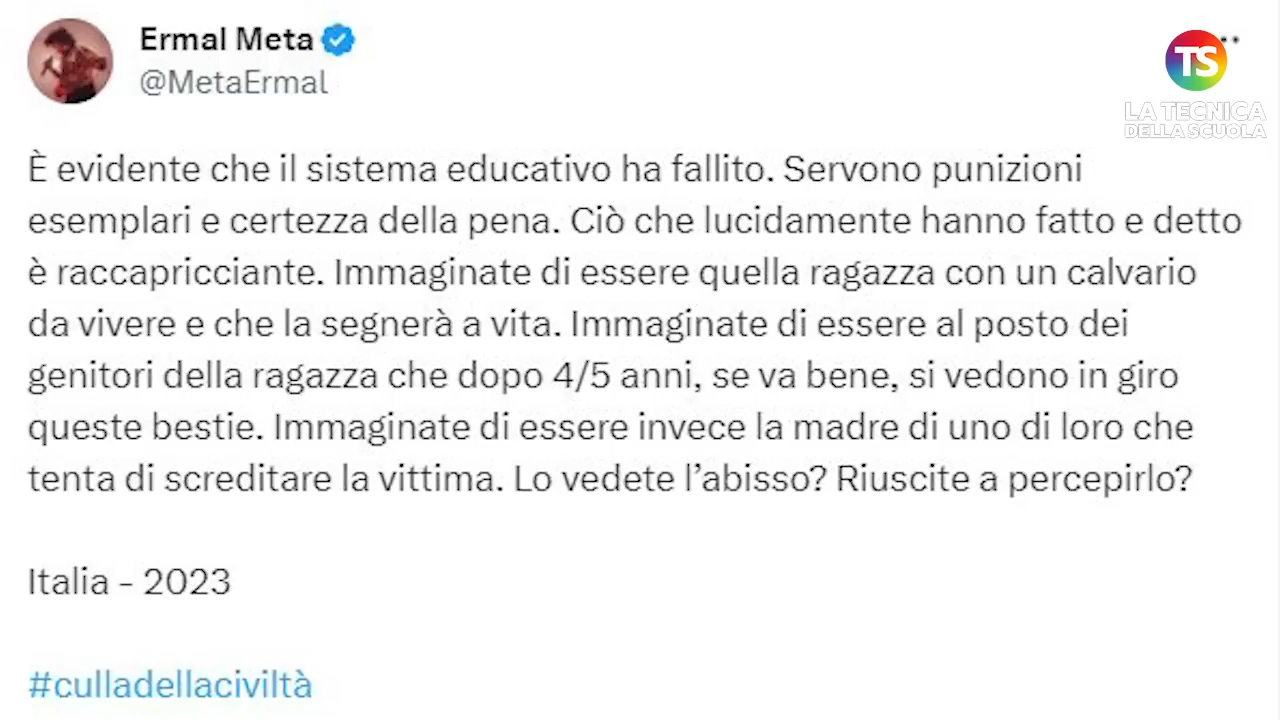 Ermal Meta
@MetaErmal
TS
LA TECNICA
DELLA SCUOLA
È evidente che il sistema educativo ha fallito. Servono punizioni
esemplari e certezza della pena. Ciò che lucidamente hanno fatto e detto
è raccapricciante. Immaginate di essere quella ragazza con un calvario
da vivere e che la segnerà a vita. Immaginate di essere al posto dei
genitori della ragazza che dopo 4/5 anni, se va bene, si vedono in giro
queste bestie. Immaginate di essere invece la madre di uno di loro che
tenta di screditare la vittima. Lo vedete l’abisso? Riuscite a percepirlo?
Italia - 2023
#culladellaciviltà